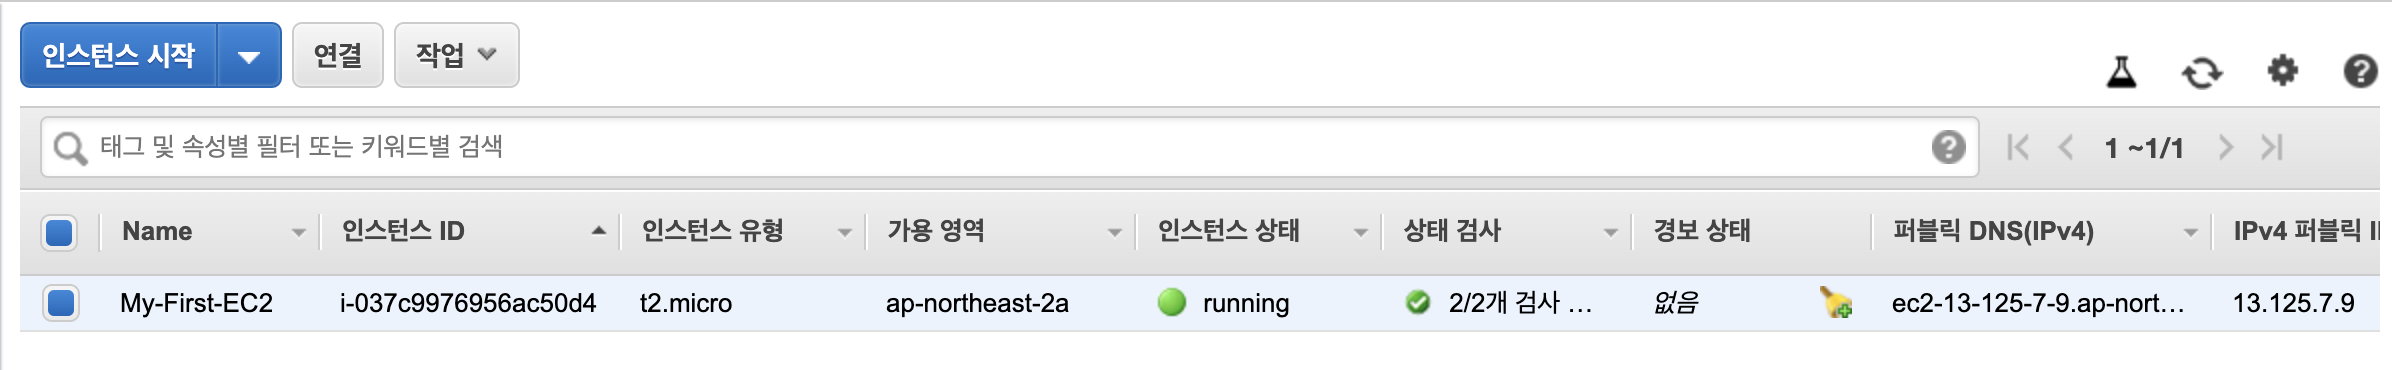 인스턴스 시작 연결 작업
태그 및 속성별 필터 또는 키워드별 검색 1 ~1/1
Name 인스턴스 ID 인스턴스 유형 가용 영역 인스턴스 상태 상태 검사 경보 상태 퍼블릭 DNS(IPv4) IPv4 퍼블릭
My-First-EC2 i-037c9976956ac50d4 t2.micro ap-northeast-2a running 2/2개 검사 ... 없음 ec2-13-125-7-9.ap-nort... 13.125.7.9